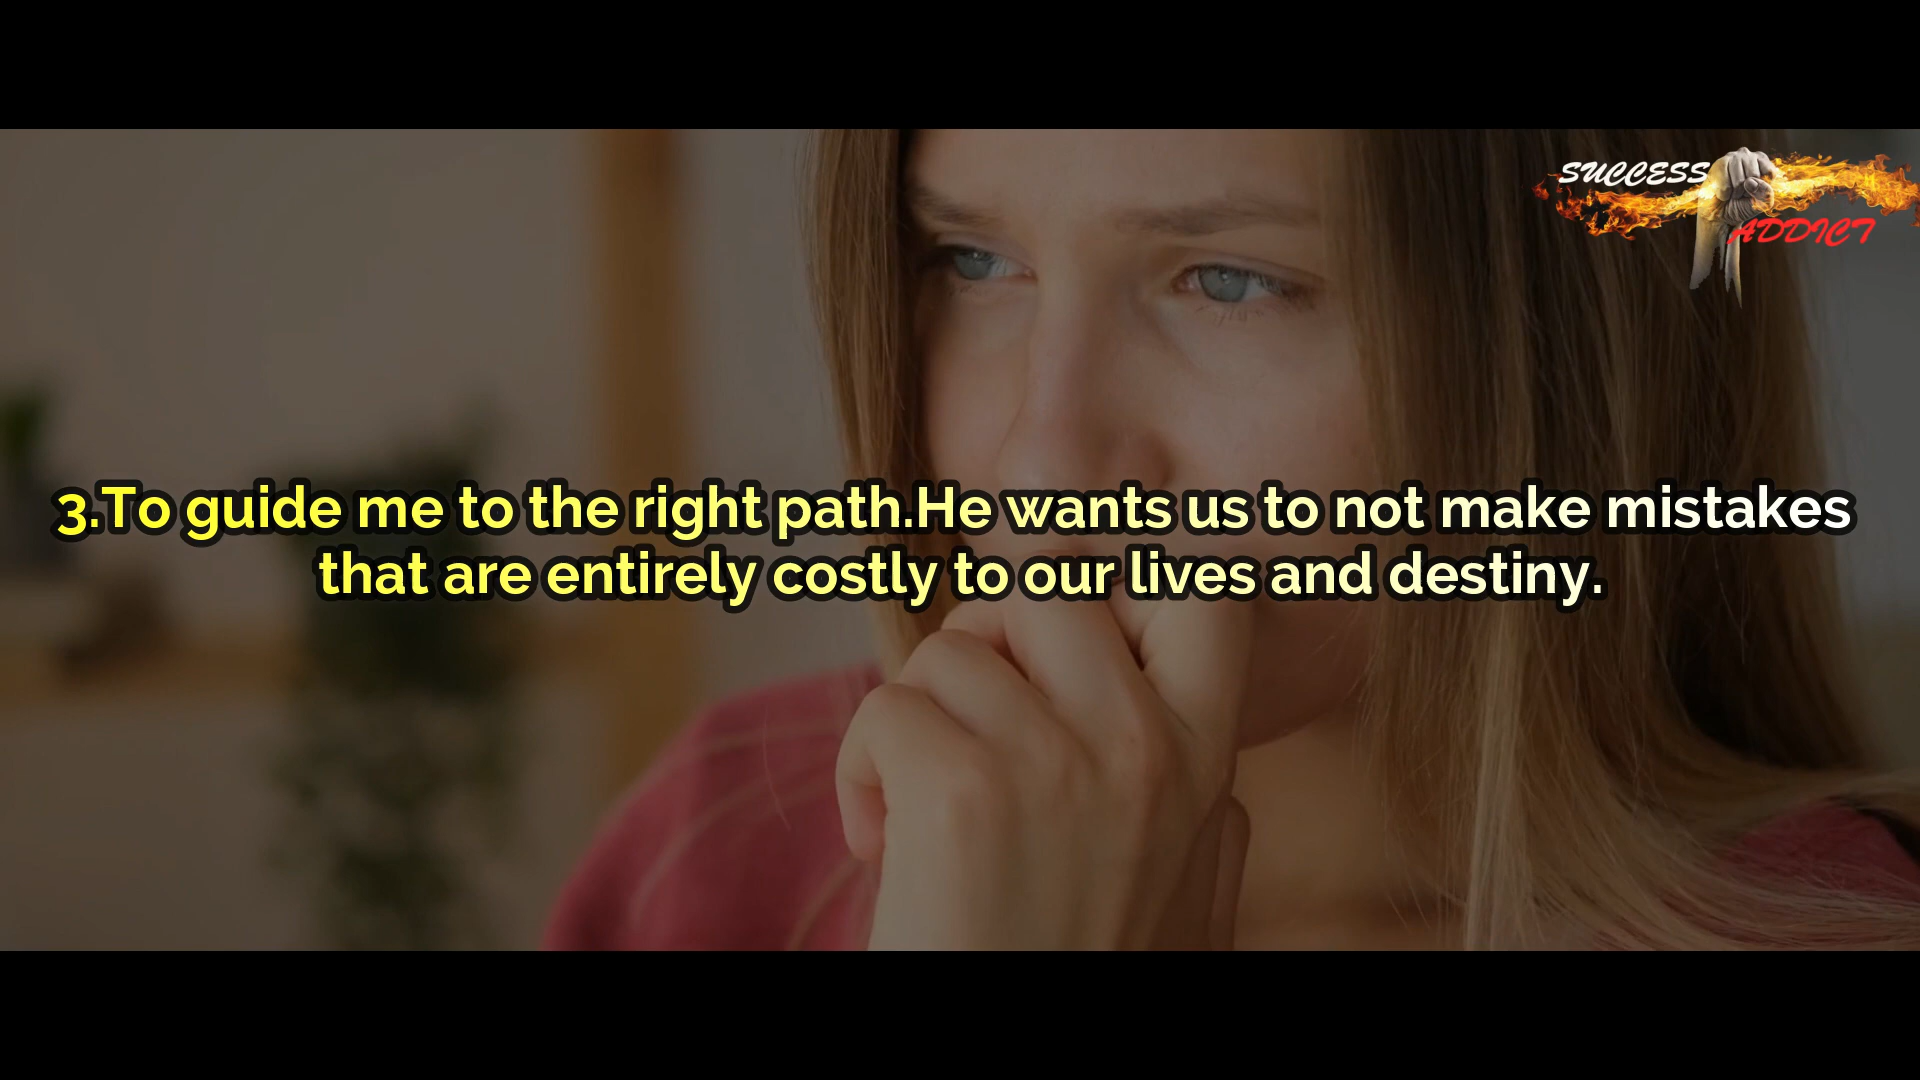 SUCCESS
ADDICT
3.To guide me to the right path.He wants us to not make mistakes
that are entirely costly to our lives and destiny.